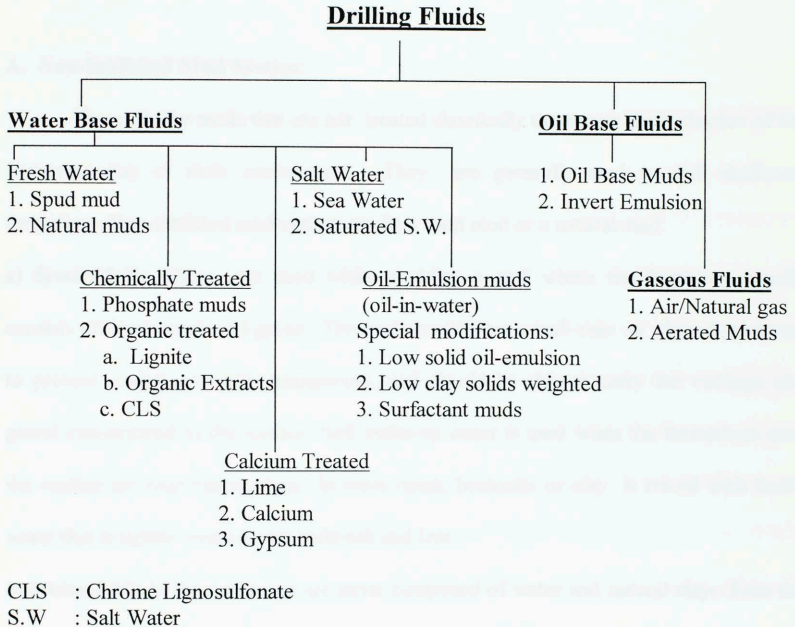 Drilling Fluids
Water Base Fluids
Fresh Water
1. Spud mud
2. Natural muds
Chemically Treated
1. Phosphate muds
2. Organic treated
a. Lignite
b. Organic Extracts
c. CLS
Calcium Treated
1. Lime
2. Calcium
3. Gypsum
Salt Water
1. Sea Water
2. Saturated S.W.
Oil-Emulsion muds
(oil-in-water)
Special modifications:
1. Low solid oil-emulsion
2. Low clay solids weighted
3. Surfactant muds
Oil Base Fluids
1. Oil Base Muds
2. Invert Emulsion
Gaseous Fluids
1. Air/Natural gas
2. Aerated Muds
CLS : Chrome Lignosulfonate
S.W : Salt Water